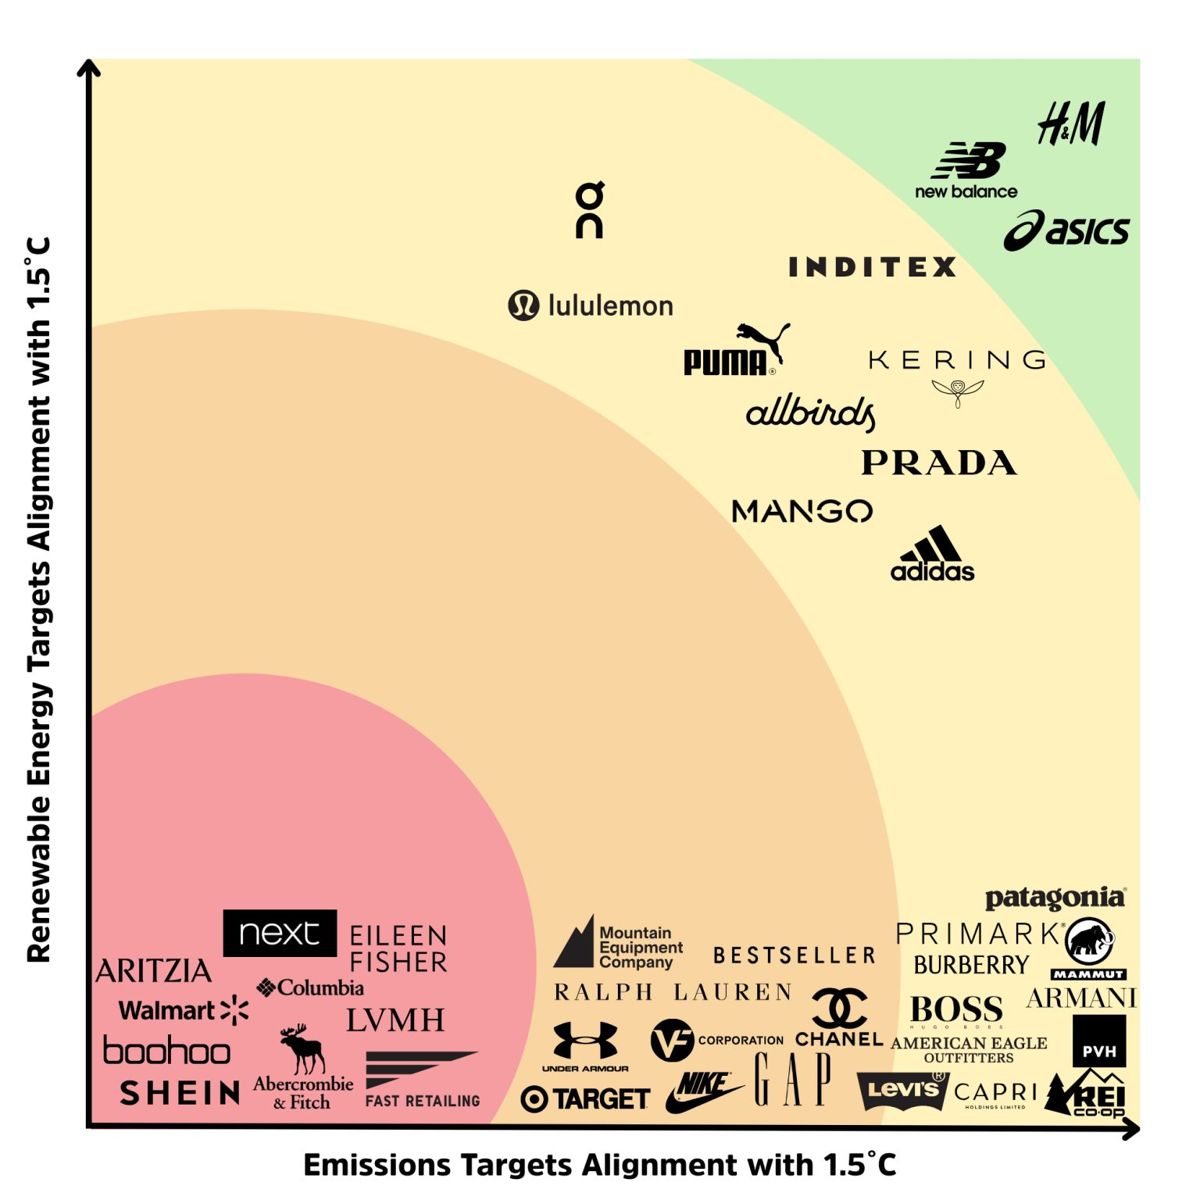 Renewable Energy Targets Alignment with 1.5°C
H&M
new balance
asics
on
INDITEX
lululemon
PUMA®
KERING
allbirds
PRADA
MANGO
adidas
patagonia®
next
EILEEN
FISHER
Mountain
Equipment
Company
BESTSELLER
PRIMARK®
BURBERRY
MAMMUT
ARITZIA
Columbia
RALPH LAUREN
ARMANI
Walmart
LVMH
CHANEL
BOSS
HUGO BOSS
boohoo
UNDER ARMOUR
VF CORPORATION
AMERICAN EAGLE
OUTFITTERS
PVH
SHEIN
Abercrombie
& Fitch
FAST RETAILING
TARGET
NIKE
GAP
LEVI'S®
CAPRI
HOLDINGS LIMITED
REI
co·op
Emissions Targets Alignment with 1.5°C